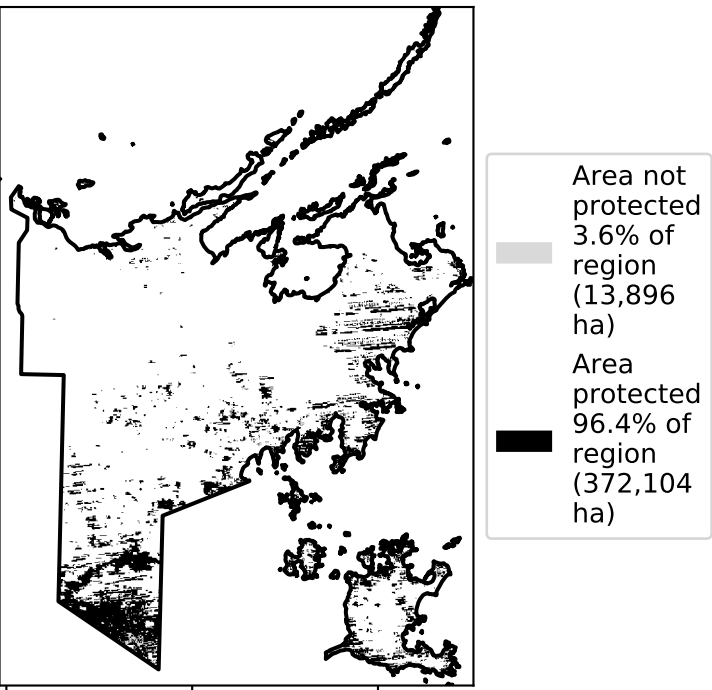 Area not
protected
3.6% of
region
(13,896
ha)
Area
protected
96.4% of
region
(372,104
ha)